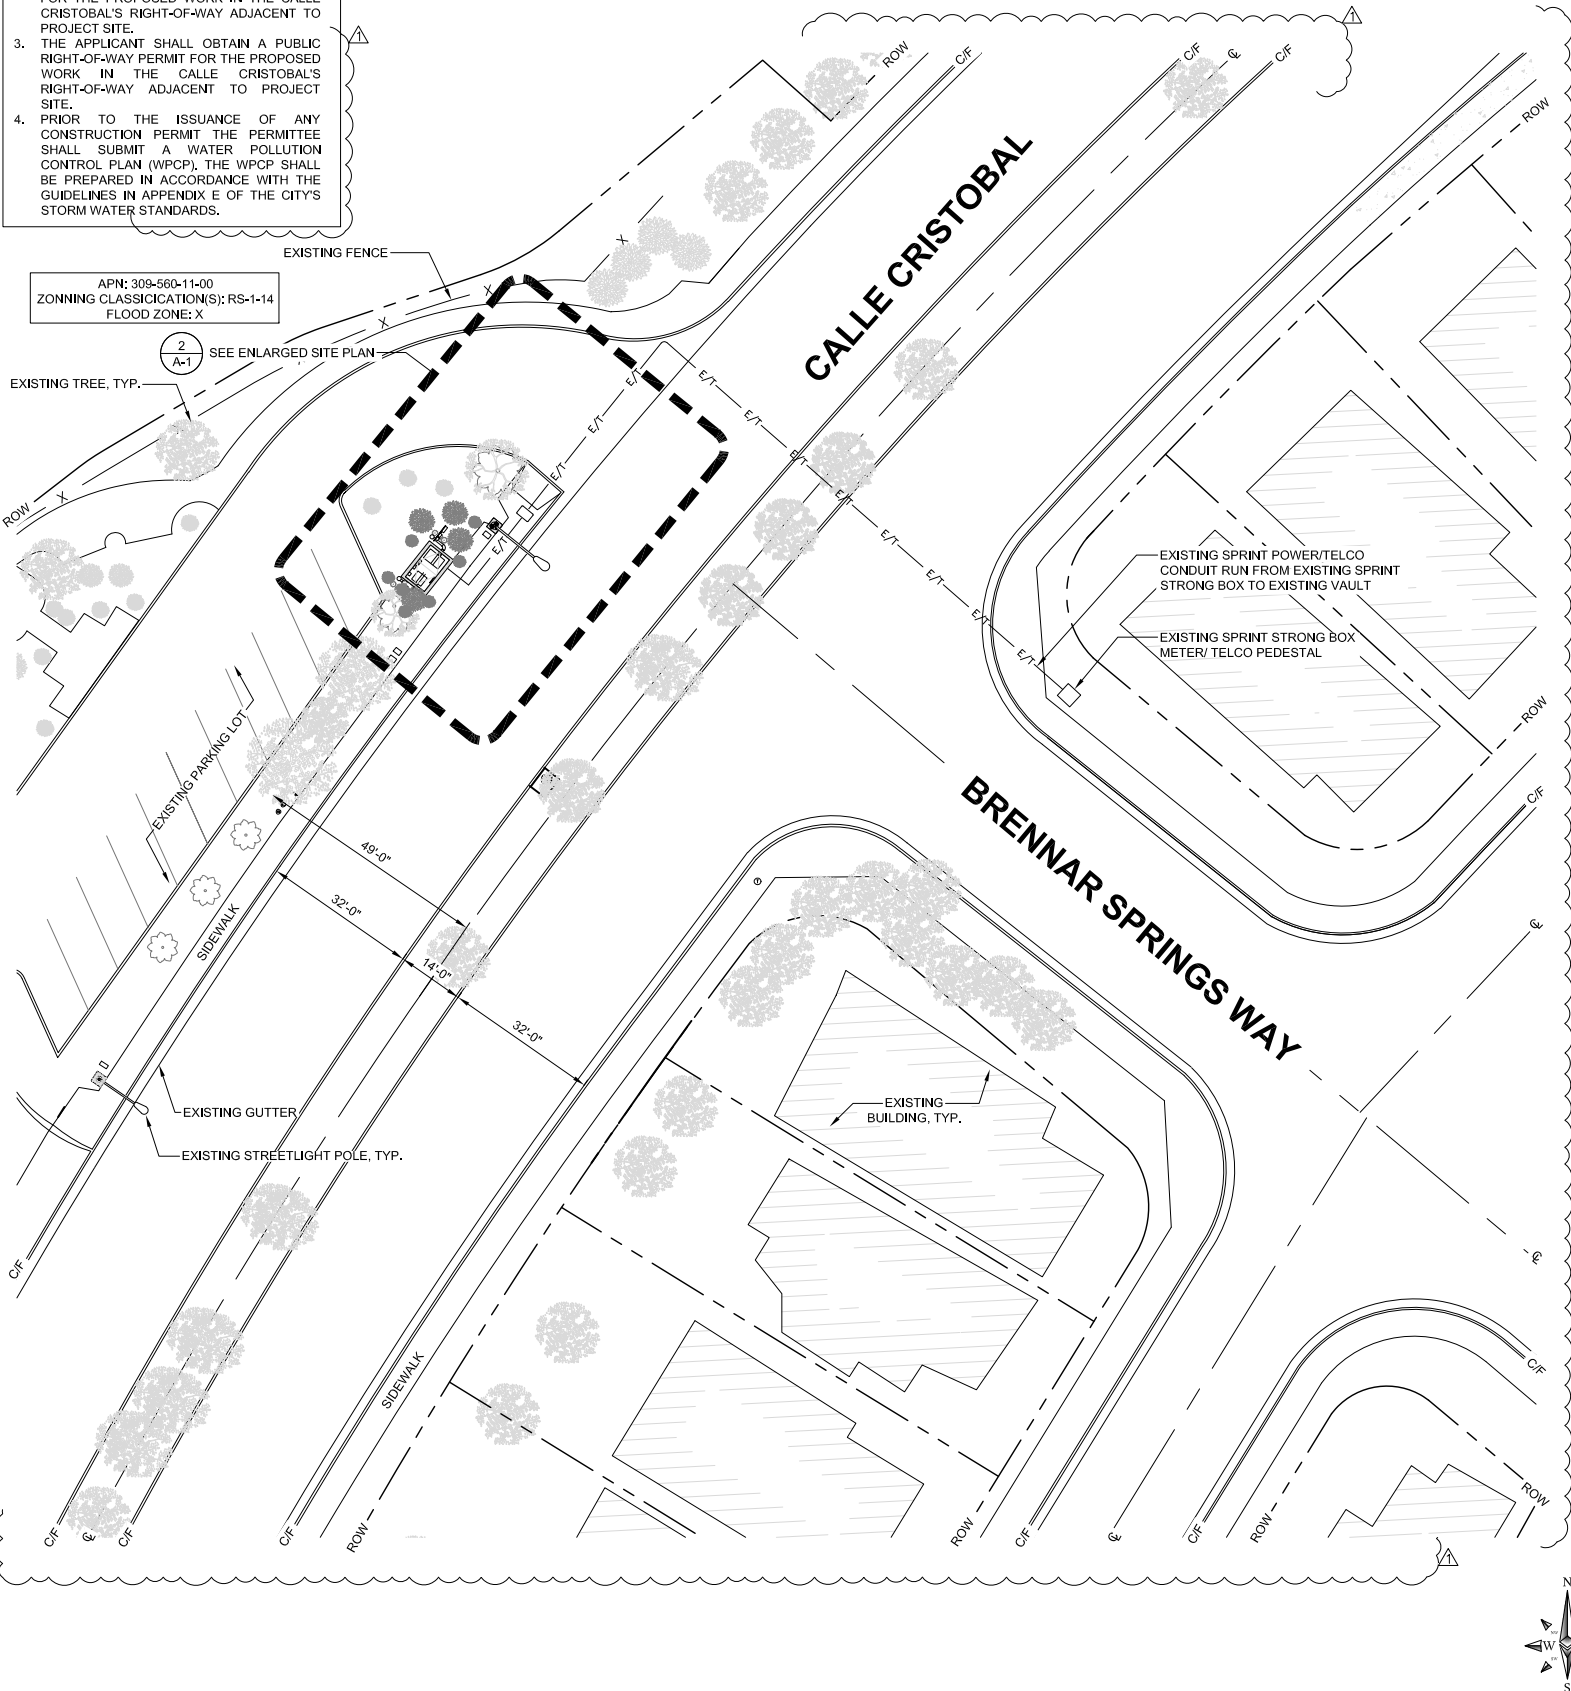 FOR THE PROPOSED WORK IN THE CALLE
CRISTOBAL'S RIGHT-OF-WAY ADJACENT TO
PROJECT SITE.
3. THE APPLICANT SHALL OBTAIN A PUBLIC
RIGHT-OF-WAY PERMIT FOR THE PROPOSED
WORK IN THE CALLE CRISTOBAL'S
RIGHT-OF-WAY ADJACENT TO PROJECT
SITE.
4. PRIOR TO THE ISSUANCE OF ANY
CONSTRUCTION PERMIT THE PERMITTEE
SHALL SUBMIT A WATER POLLUTION
CONTROL PLAN (WPCP). THE WPCP SHALL
BE PREPARED IN ACCORDANCE WITH THE
GUIDELINES IN APPENDIX E OF THE CITY'S
STORM WATER STANDARDS.
1
1
ROW
C/F
C/F
℄
C/F
ROW
EXISTING FENCE
X
X
X
X
APN: 309-560-11-00
ZONNING CLASSICICATION(S): RS-1-14
FLOOD ZONE: X
2
A-1
SEE ENLARGED SITE PLAN
EXISTING TREE, TYP.
ROW
CALLE CRISTOBAL
E/T
E/T
E/T
E/T
E/T
E/T
E/T
E/T
E/T
E/T
E/T
E/T
EXISTING SPRINT POWER/TELCO
CONDUIT RUN FROM EXISTING SPRINT
STRONG BOX TO EXISTING VAULT
EXISTING SPRINT STRONG BOX
METER/ TELCO PEDESTAL
ROW
C/F
EXISTING PARKING LOT
BRENNAR SPRINGS WAY
49'-0"
32'-0"
14'-0"
32'-0"
SIDEWALK
℄
EXISTING GUTTER
EXISTING STREETLIGHT POLE, TYP.
EXISTING
BUILDING, TYP.
C/F
℄
SIDEWALK
C/F
ROW
C/F
℄
C/F
C/F
ROW
ROW
C/F
℄
C/F
ROW
1
N
NW
W
SW
S